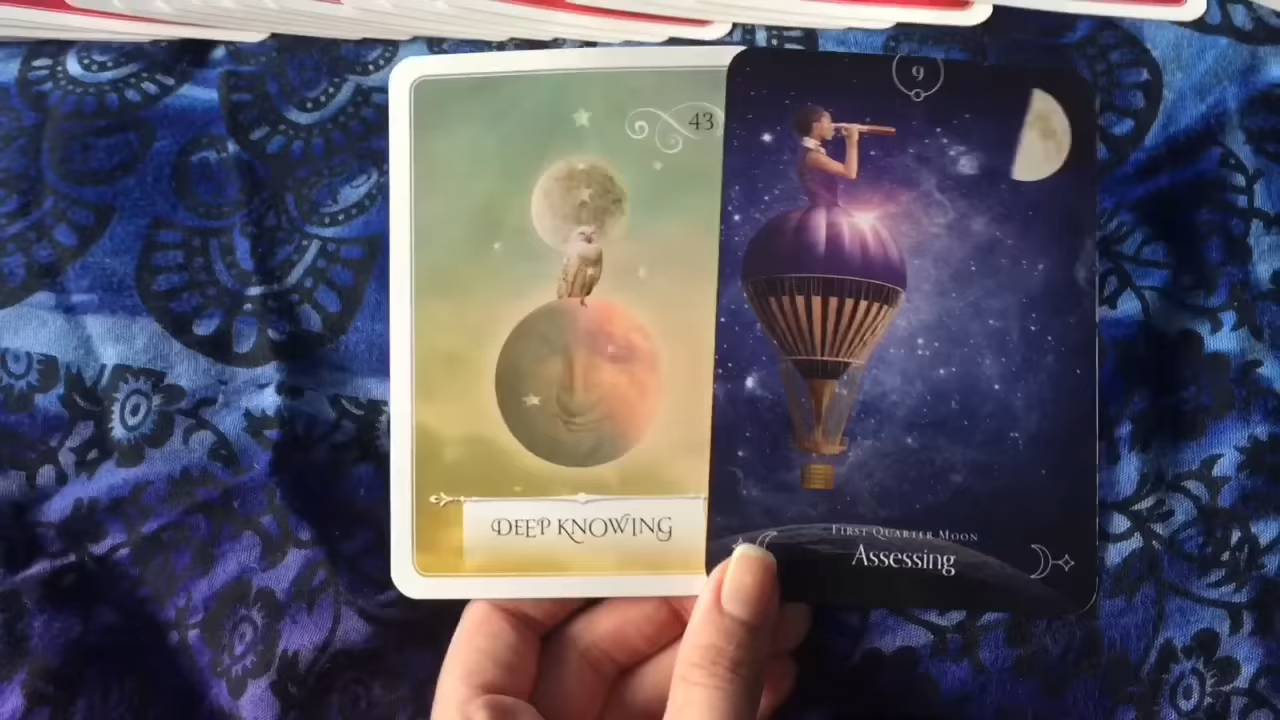 43
DEEP KNOWING
9
FIRST QUARTER MOON
Assessing